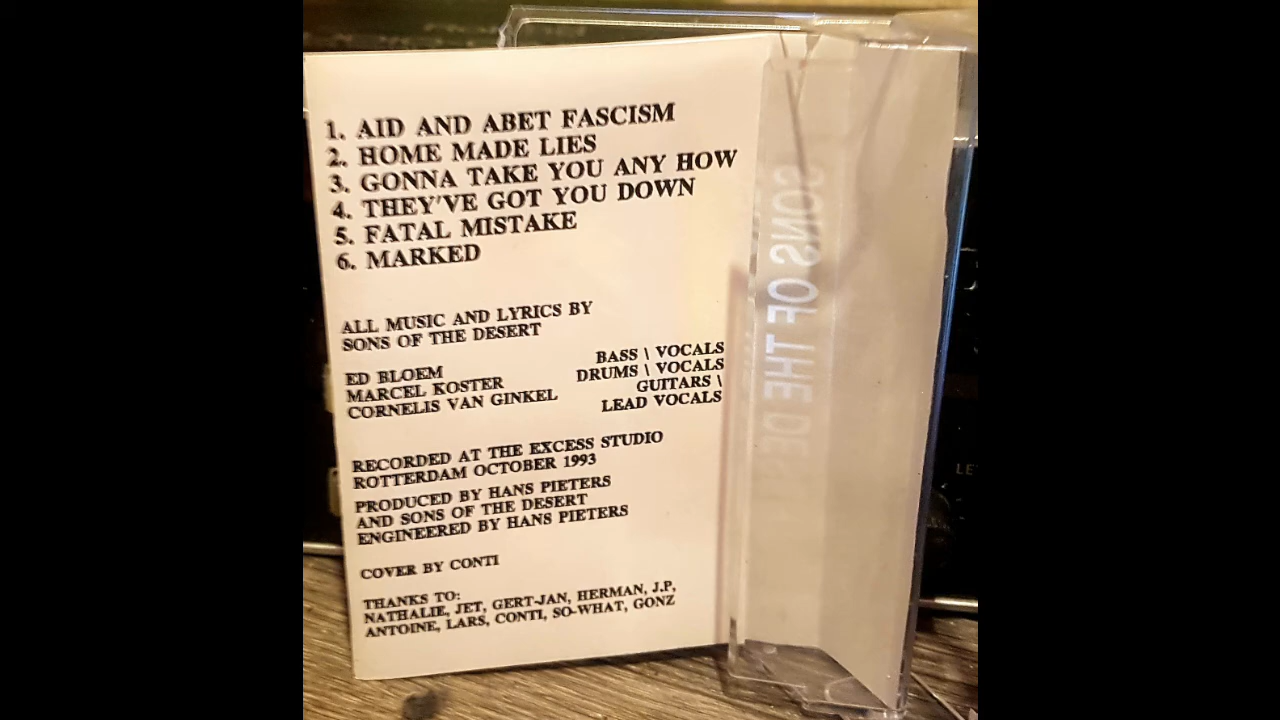 1. AID AND ABET FASCISM
2. HOME MADE LIES
3. GONNA TAKE YOU ANY HOW
4. THEY'VE GOT YOU DOWN
5. FATAL MISTAKE
6. MARKED
ALL MUSIC AND LYRICS BY
SONS OF THE DESERT
ED BLOEM BASS \ VOCALS
MARCEL KOSTER DRUMS \ VOCALS
CORNELIS VAN GINKEL GUITARS \
LEAD VOCALS
RECORDED AT THE EXCESS STUDIO
ROTTERDAM OCTOBER 1993
PRODUCED BY HANS PIETERS
AND SONS OF THE DESERT
ENGINEERED BY HANS PIETERS
COVER BY CONTI
THANKS TO:
NATHALIE, JET, GERT-JAN, HERMAN, J.P,
ANTOINE, LARS, CONTI, SO-WHAT, GONZ
SONS OF THE